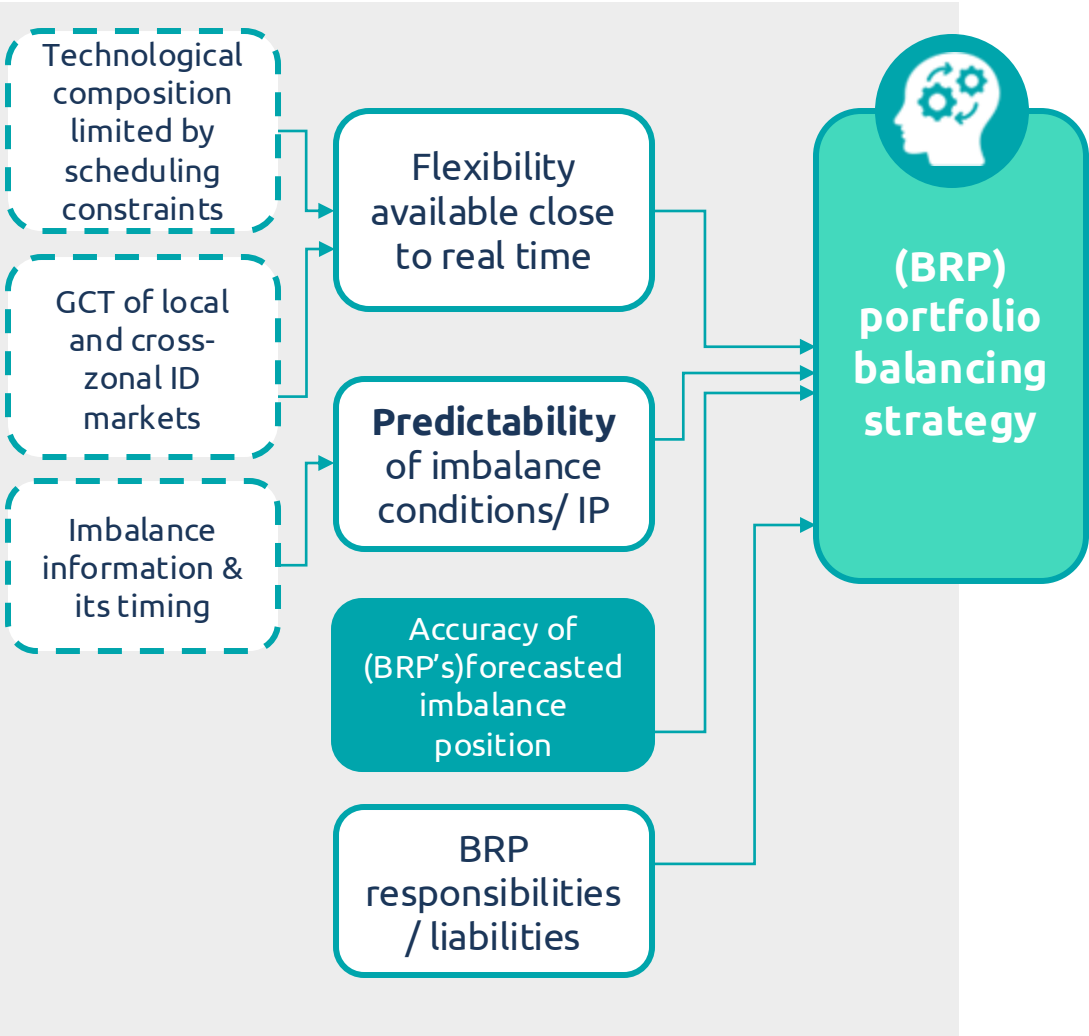 Technological
composition
limited by
scheduling
constraints
GCT of local
and cross-
zonal ID
markets
Imbalance
information &
its timing
Flexibility
available close
to real time
Predictability
of imbalance
conditions/ IP
Accuracy of
(BRP’s)forecasted
imbalance
position
BRP
responsibilities
/ liabilities
(BRP)
portfolio
balancing
strategy